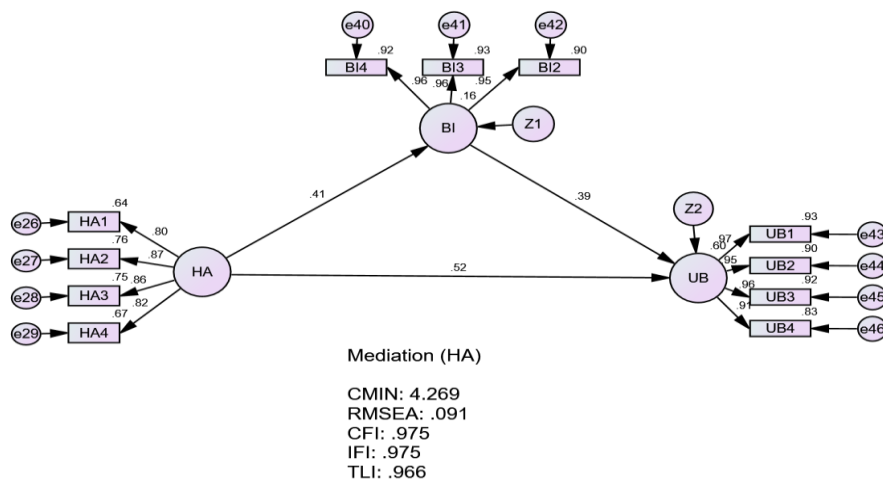 e40
e41
e42
.92
.93
.90
BI4
BI3
BI2
.96
.96
.95
.16
BI
Z1
.41
.39
Z2
.64
e26
HA1
.80
.76
e27
HA2
.87
.75
e28
HA3
.86
.67
e29
HA4
.82
HA
.52
UB
.60
.93
.97
UB1
e43
.90
.95
UB2
e44
.92
.96
UB3
e45
.83
.91
UB4
e46
Mediation (HA)
CMIN: 4.269
RMSEA: .091
CFI: .975
IFI: .975
TLI: .966